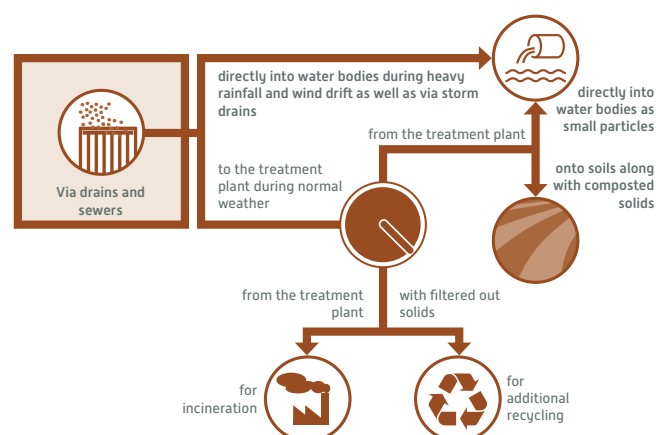 directly into water bodies during heavy
rainfall and wind drift as well as via storm
drains
directly into
water bodies as
small particles
from the treatment plant
Via drains and
sewers
to the treatment
plant during normal
weather
onto soils along
with composted
solids
from the treatment
plant
with filtered out
solids
for
incineration
for
additional
recycling